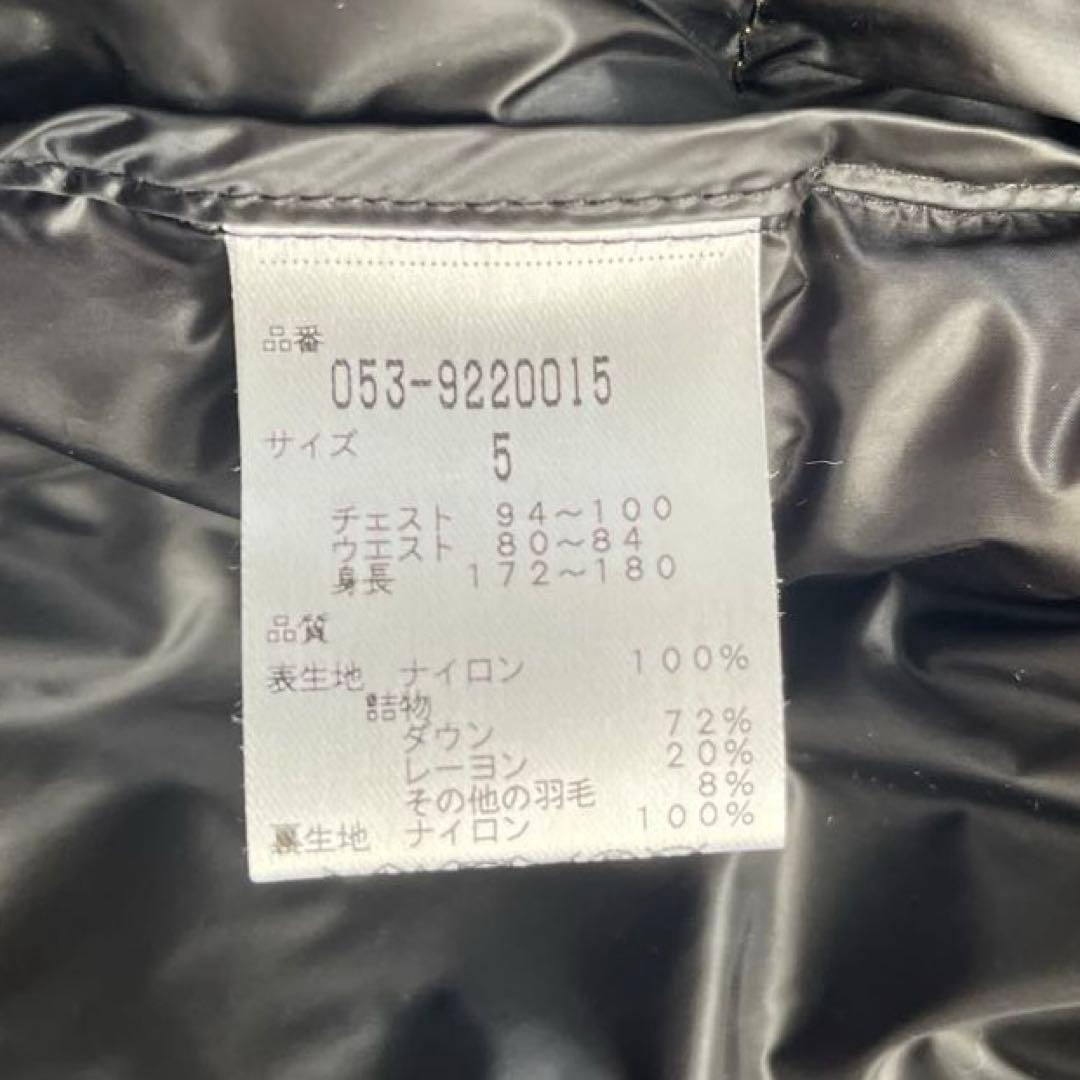 品番
053-9220015
サイズ 5
チェスト 94～100
ウエスト 80～84
身長 172～180
品質
表生地 ナイロン 100%
詰物
ダウン 72%
レーヨン 20%
その他の羽毛 8%
裏生地 ナイロン 100%